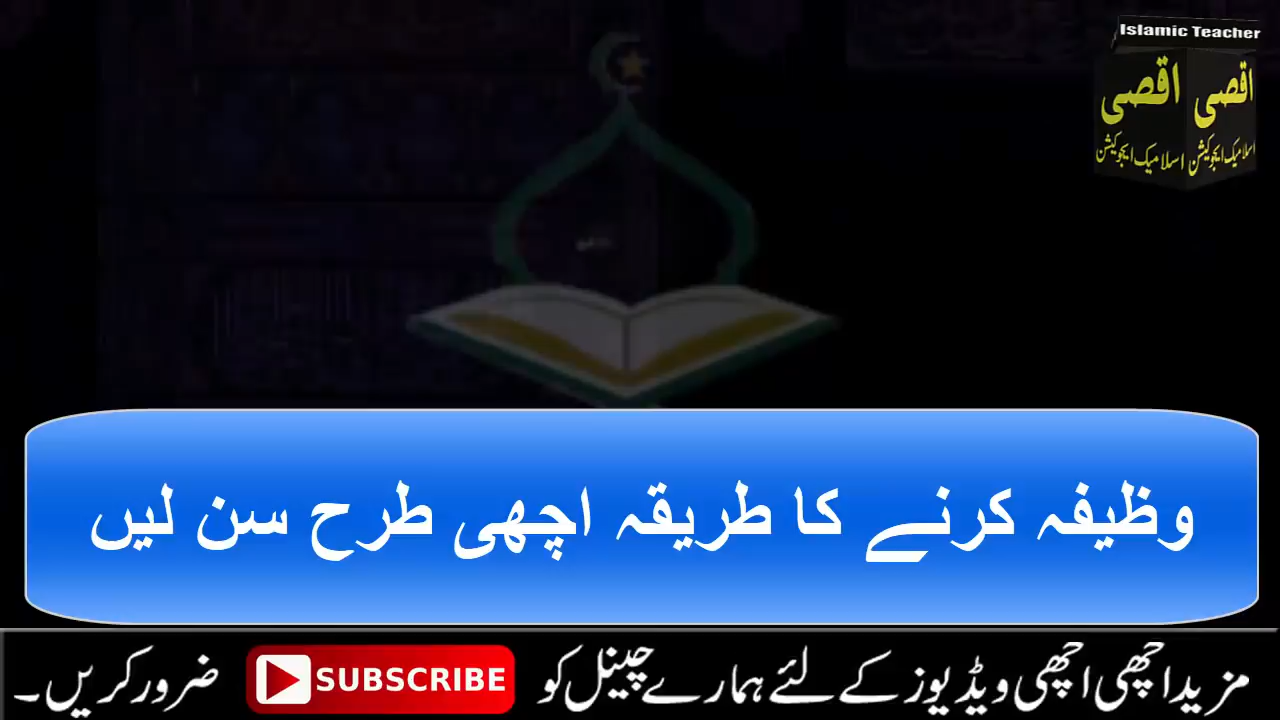 Islamic Teacher
اقصی اقصی
اسلامیک ایجوکیشن اسلامیک ایجوکیشن
وظیفہ کرنے کا طریقہ اچھی طرح سن لیں
مزید اچھی اچھی ویڈیوز کے لئے ہمارے چینل کو SUBSCRIBE ضرور کریں۔